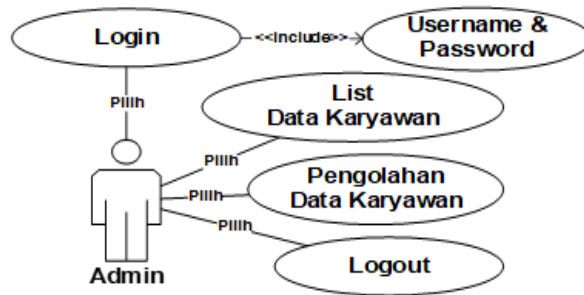 Login
<<Include>>
Username &
Password
Pilih
List
Data Karyawan
Pilih
Pilih
Pengolahan
Data Karyawan
Pilih
Logout
Admin